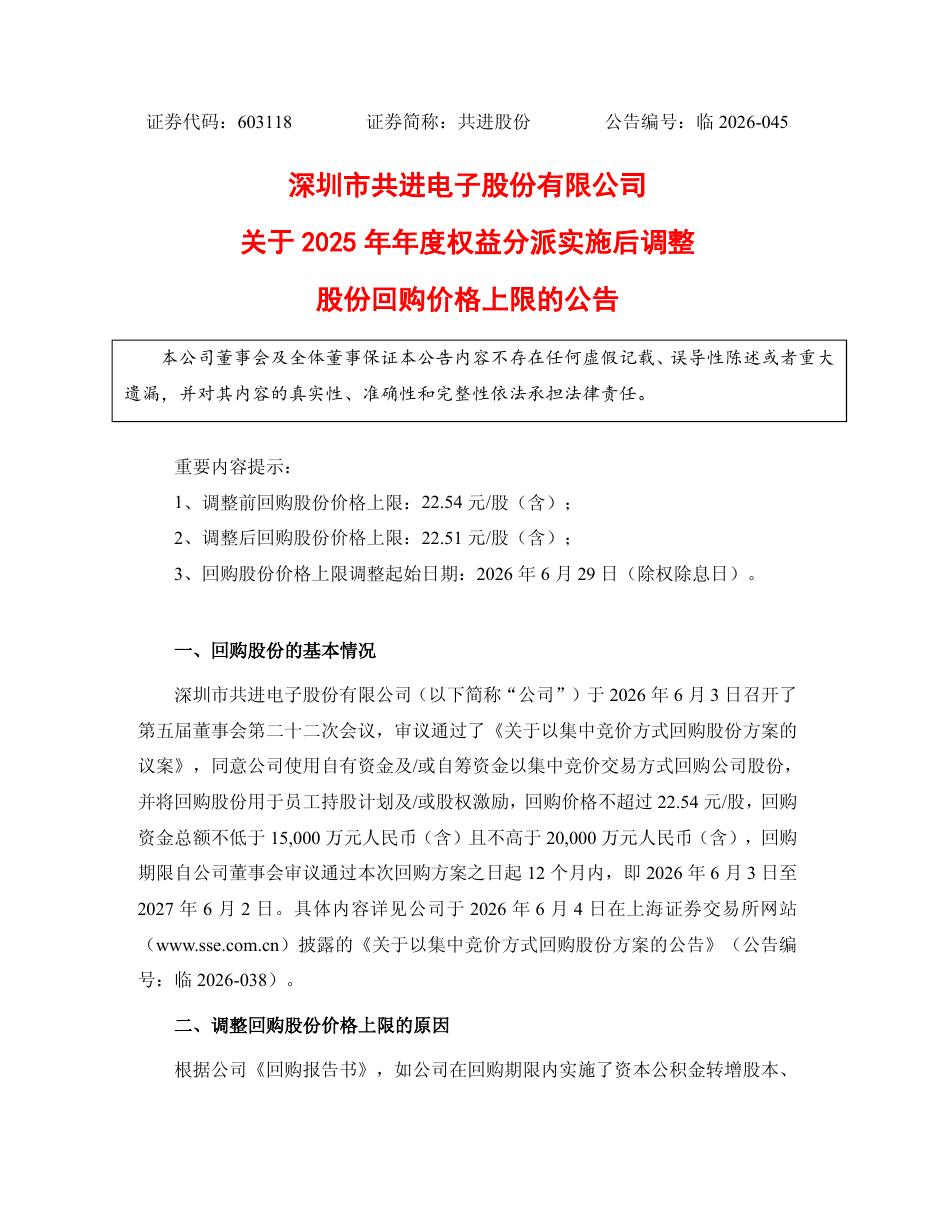 证券代码：603118 证券简称：共进股份 公告编号：临 2026-045
深圳市共进电子股份有限公司
关于 2025 年年度权益分派实施后调整
股份回购价格上限的公告
本公司董事会及全体董事保证本公告内容不存在任何虚假记载、误导性陈述或者重大
遗漏，并对其内容的真实性、准确性和完整性依法承担法律责任。
重要内容提示：
1、调整前回购股份价格上限：22.54 元/股（含）；
2、调整后回购股份价格上限：22.51 元/股（含）；
3、回购股份价格上限调整起始日期：2026 年 6 月 29 日（除权除息日）。
一、回购股份的基本情况
深圳市共进电子股份有限公司（以下简称“公司”）于 2026 年 6 月 3 日召开了
第五届董事会第二十二次会议，审议通过了《关于以集中竞价方式回购股份方案的
议案》，同意公司使用自有资金及/或自筹资金以集中竞价交易方式回购公司股份，
并将回购股份用于员工持股计划及/或股权激励，回购价格不超过 22.54 元/股，回购
资金总额不低于 15,000 万元人民币（含）且不高于 20,000 万元人民币（含），回购
期限自公司董事会审议通过本次回购方案之日起 12 个月内，即 2026 年 6 月 3 日至
2027 年 6 月 2 日。具体内容详见公司于 2026 年 6 月 4 日在上海证券交易所网站
（www.sse.com.cn）披露的《关于以集中竞价方式回购股份方案的公告》（公告编
号：临 2026-038）。
二、调整回购股份价格上限的原因
根据公司《回购报告书》，如公司在回购期限内实施了资本公积金转增股本、